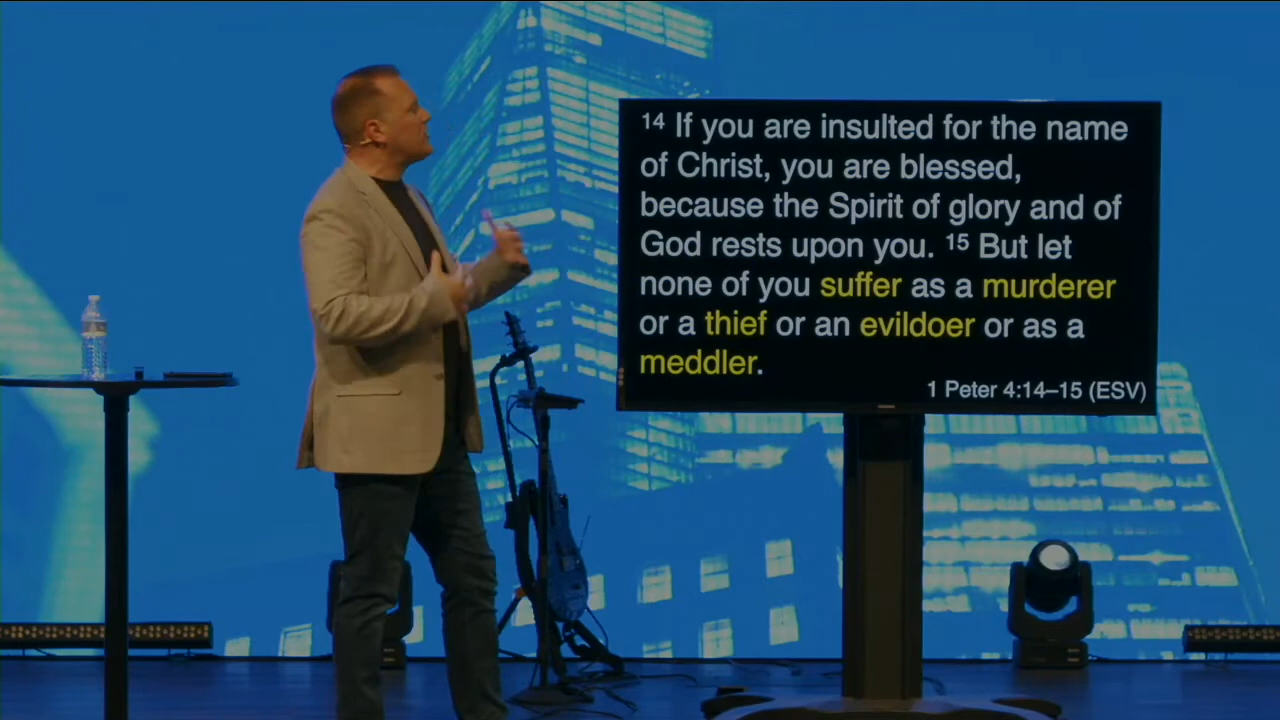 14 If you are insulted for the name
of Christ, you are blessed,
because the Spirit of glory and of
God rests upon you. 15 But let
none of you suffer as a murderer
or a thief or an evildoer or as a
meddler.
1 Peter 4:14–15 (ESV)